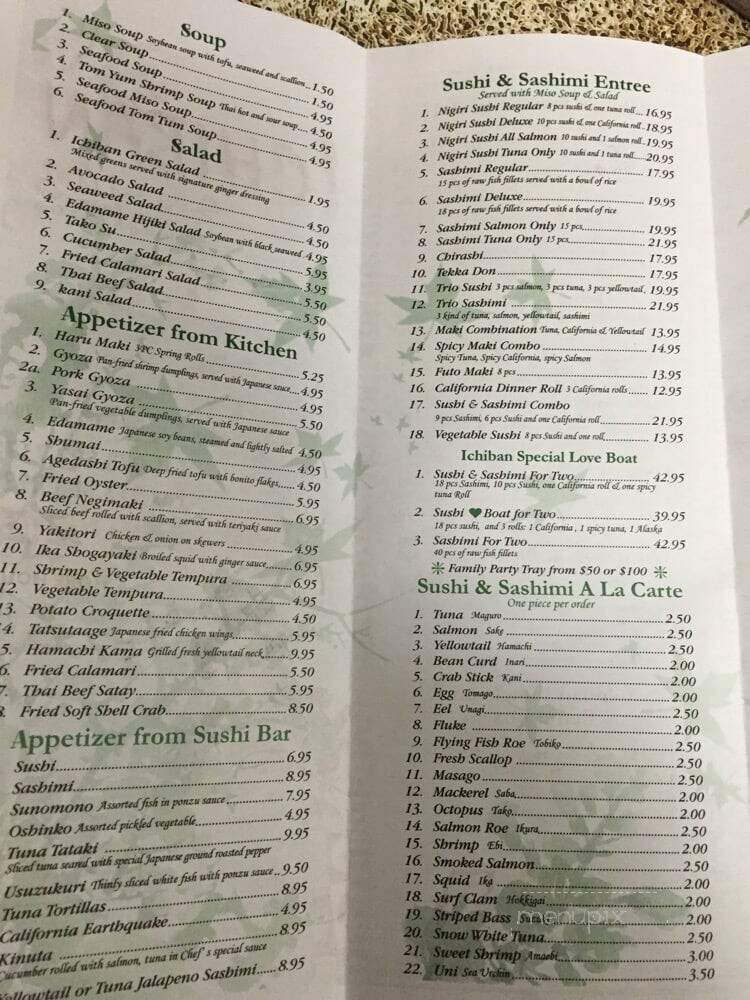 Soup
1. Miso Soup Soybean soup with tofu, seaweed and scallion...1.50
2. Clear Soup...1.50
3. Seafood Soup...4.95
4. Tom Yum Shrimp Soup Thai hot and sour soup...4.50
5. Seafood Miso Soup...4.95
6. Seafood Tom Tum Soup...4.95
Salad
1. Ichiban Green Salad...1.95
Mixed greens served with signature ginger dressing
2. Avocado Salad...4.50
3. Seaweed Salad...4.50
4. Edamame Hijiki Salad Soybean with black seaweed 4.95
5. Tako Su...5.95
6. Cucumber Salad...3.95
7. Fried Calamari Salad...5.50
8. Thai Beef Salad...5.50
9. kani Salad...4.50
Appetizer from Kitchen
1. Haru Maki 3PC Spring Rolls...5.25
2. Gyoza Pan-fried shrimp dumplings, served with Japanese sauce...4.95
2a. Pork Gyoza...4.95
3. Yasai Gyoza...5.50
Pan-fried vegetable dumplings, served with Japanese sauce
4. Edamame Japanese soy beans, steamed and lightly salted 4.50
5. Shumai...4.95
6. Agedashi Tofu Deep fried tofu with bonito flakes...4.50
7. Fried Oyster...5.95
8. Beef Negimaki...6.95
Sliced beef rolled with scallion, served with teriyaki sauce
9. Yakitori Chicken & onion on skewers...4.95
10. Ika Shogayaki Broiled squid with ginger sauce...6.95
11. Shrimp & Vegetable Tempura...6.95
12. Vegetable Tempura...4.95
13. Potato Croquette...4.50
4. Tatsutaage Japanese fried chicken wings...5.95
5. Hamachi Kama Grilled fresh yellowtail neck...9.95
6. Fried Calamari...5.50
7. Thai Beef Satay...5.95
8. Fried Soft Shell Crab...8.50
Appetizer from Sushi Bar
Sushi...6.95
Sashimi...8.95
Sunomono Assorted fish in ponzu sauce...7.95
Oshinko Assorted pickled vegetable...4.95
Tuna Tataki...9.95
Sliced tuna seared with special Japanese ground roasted pepper
Usuzukuri Thinly sliced white fish with ponzu sauce...9.50
Tuna Tortillas...8.95
California Earthquake...4.95
Kinuta...8.95
Cucumber rolled with salmon, tuna in Chef's special sauce
Yellowtail or Tuna Jalapeno Sashimi...8.95
Sushi & Sashimi Entree
Served with Miso Soup & Salad
1. Nigiri Sushi Regular 8 pcs sushi & one tuna roll...16.95
2. Nigiri Sushi Deluxe 10 pcs sushi & one California roll...18.95
3. Nigiri Sushi All Salmon 10 sushi and 1 salmon roll...19.95
4. Nigiri Sushi Tuna Only 10 sushi and 1 tuna roll...20.95
5. Sashimi Regular...17.95
15 pcs of raw fish fillets served with a bowl of rice
6. Sashimi Deluxe...19.95
18 pcs of raw fish fillets served with a bowl of rice
7. Sashimi Salmon Only 15 pcs...19.95
8. Sashimi Tuna Only 15 pcs...21.95
9. Chirashi...17.95
10. Tekka Don...17.95
11. Trio Sushi 3 pcs salmon, 3 pcs tuna, 3 pcs yellowtail. 19.95
12. Trio Sashimi...21.95
3 kind of tuna, salmon, yellowtail, sashimi
13. Maki Combination Tuna, California & Yellowtail 13.95
14. Spicy Maki Combo...14.95
Spicy Tuna, Spicy California, spicy Salmon
15. Futo Maki 8 pcs...13.95
16. California Dinner Roll 3 California rolls...12.95
17. Sushi & Sashimi Combo
9 pcs Sashimi, 6 pcs Sushi and one California roll...21.95
18. Vegetable Sushi 8 pcs Sushi and one roll...13.95
Ichiban Special Love Boat
1. Sushi & Sashimi For Two...42.95
18 pcs Sashimi, 10 pcs Sushi, one California roll & one spicy
tuna Roll
2. Sushi ♥ Boat for Two...39.95
18 pcs sushi, and 3 rolls: 1 California, 1 spicy tuna, 1 Alaska
3. Sashimi For Two...42.95
40 pcs of raw fish fillets
Family Party Tray from $50 or $100
Sushi & Sashimi A La Carte
One piece per order
1. Tuna Maguro...2.50
2. Salmon Sake...2.50
3. Yellowtail Hamachi...2.50
4. Bean Curd Inari...2.00
5. Crab Stick Kani...2.00
6. Egg Tomago...2.00
7. Eel Unagi...2.50
8. Fluke...2.00
9. Flying Fish Roe Tobiko...2.50
10. Fresh Scallop...2.50
11. Masago...2.50
12. Mackerel Saba...2.00
13. Octopus Tako...2.00
14. Salmon Roe Ikura...2.50
15. Shrimp Ebi...2.00
16. Smoked Salmon...2.50
17. Squid Ika...2.00
18. Surf Clam Hokkigai...2.00
19. Striped Bass...2.00
20. Snow White Tuna...2.50
21. Sweet Shrimp Amaebi...3.00
22. Uni Sea Urchin...3.50
menupix